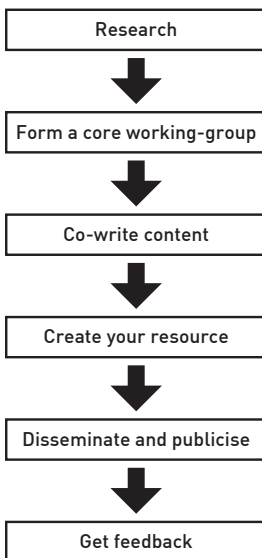 Research
Form a core working-group
Co-write content
Create your resource
Disseminate and publicise
Get feedback